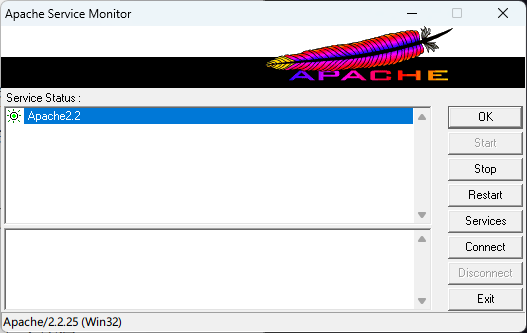 Apache Service Monitor
APACHE
Service Status :
Apache2.2
OK
Start
Stop
Restart
Services
Connect
Disconnect
Exit
Apache/2.2.25 (Win32)